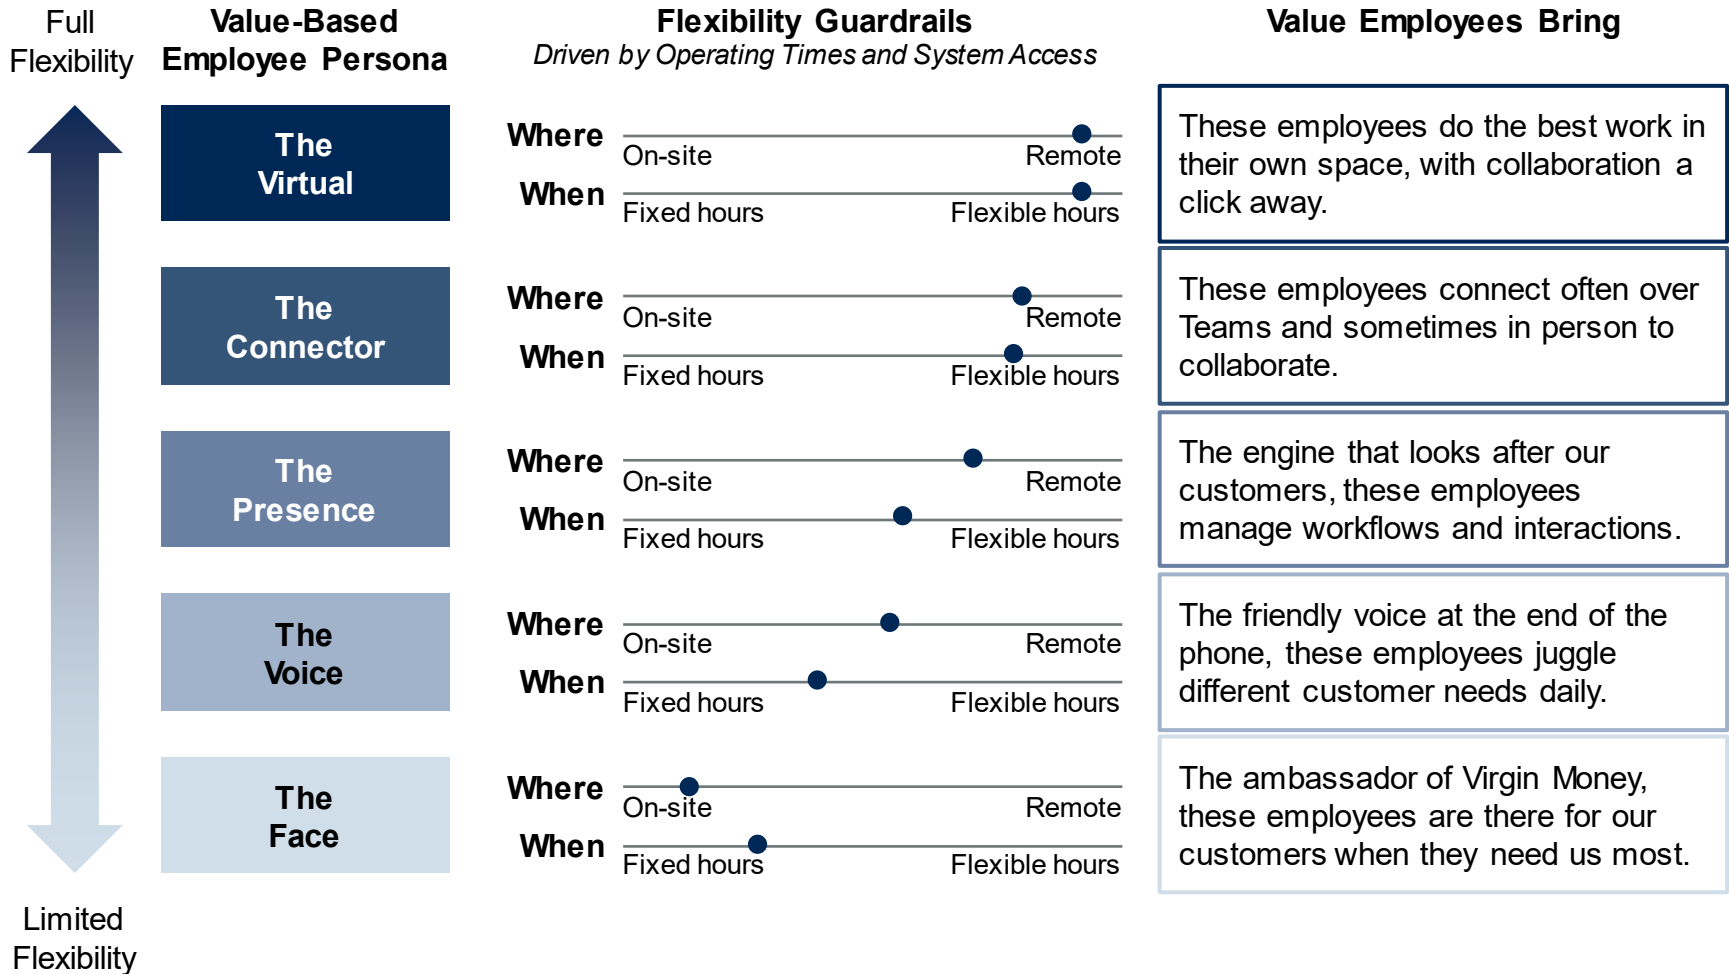 Full
Flexibility
Value-Based
Employee Persona
Flexibility Guardrails
Driven by Operating Times and System Access
Value Employees Bring
The
Virtual
Where
On-site
Remote
When
Fixed hours
Flexible hours
These employees do the best work in
their own space, with collaboration a
click away.
The
Connector
Where
On-site
Remote
When
Fixed hours
Flexible hours
These employees connect often over
Teams and sometimes in person to
collaborate.
The
Presence
Where
On-site
Remote
When
Fixed hours
Flexible hours
The engine that looks after our
customers, these employees
manage workflows and interactions.
The
Voice
Where
On-site
Remote
When
Fixed hours
Flexible hours
The friendly voice at the end of the
phone, these employees juggle
different customer needs daily.
The
Face
Where
On-site
Remote
When
Fixed hours
Flexible hours
The ambassador of Virgin Money,
these employees are there for our
customers when they need us most.
Limited
Flexibility